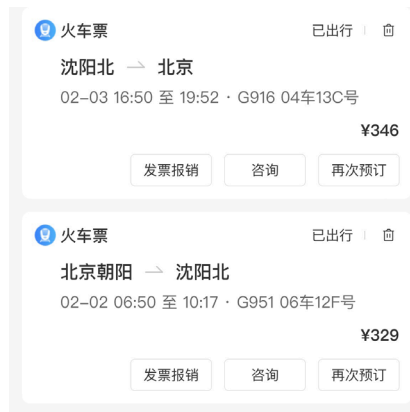 火车票 已出行
沈阳北 → 北京
02-03 16:50 至 19:52 · G916 04车13C号
¥346
发票报销 咨询 再次预订
火车票 已出行
北京朝阳 → 沈阳北
02-02 06:50 至 10:17 · G951 06车12F号
¥329
发票报销 咨询 再次预订